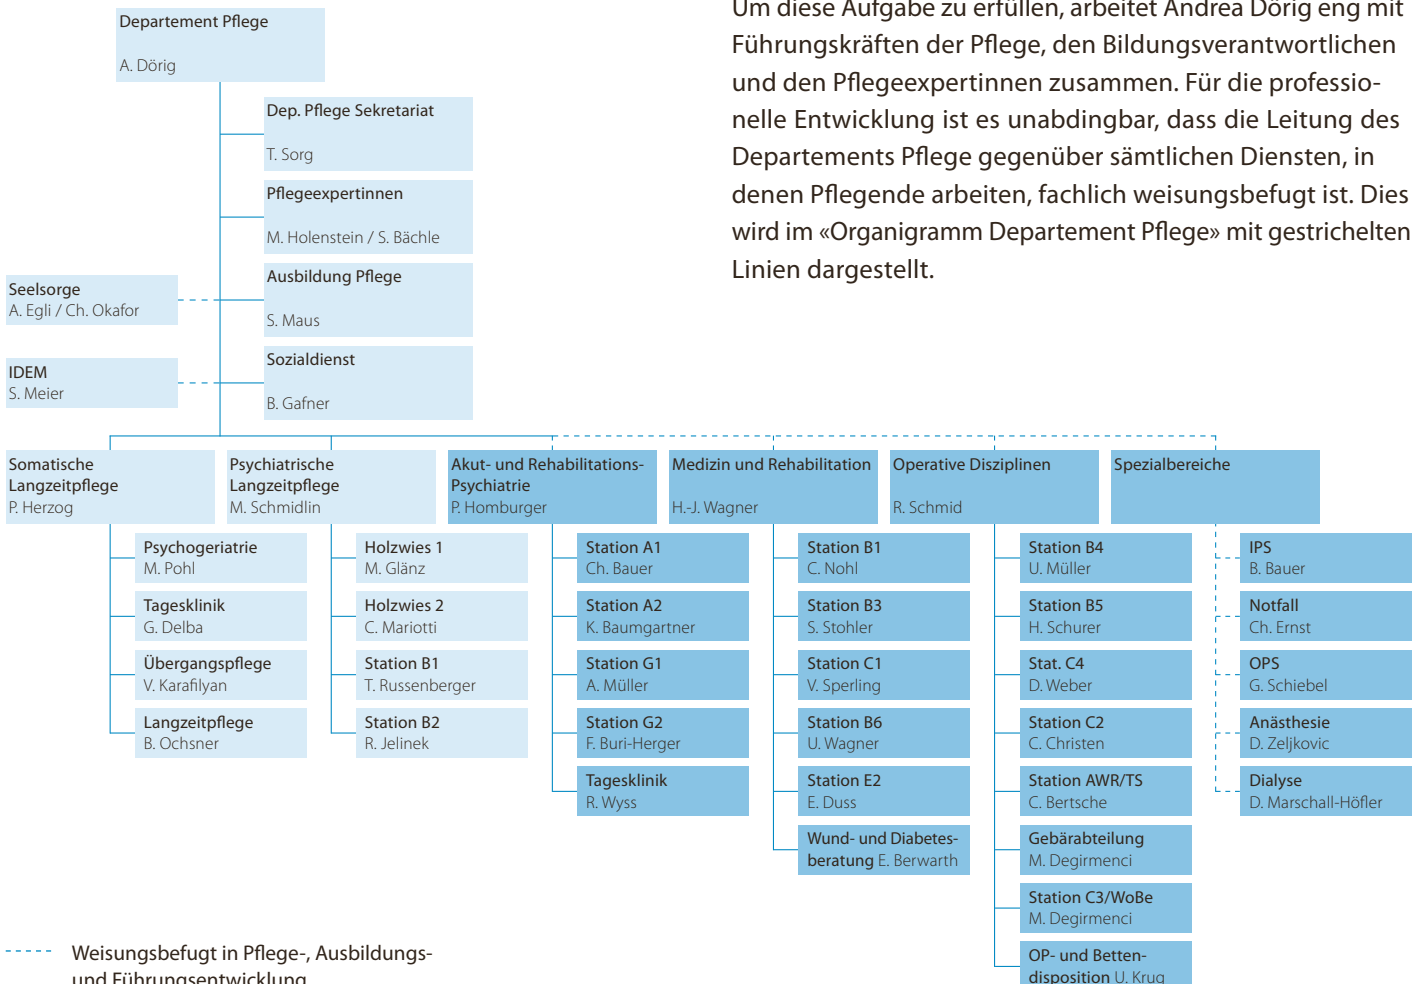 Um diese Aufgabe zu erfüllen, arbeitet Andrea Dörig eng mit
Führungskräften der Pflege, den Bildungsverantwortlichen
und den Pflegeexpertinnen zusammen. Für die professio-
nelle Entwicklung ist es unabdingbar, dass die Leitung des
Departements Pflege gegenüber sämtlichen Diensten, in
denen Pflegende arbeiten, fachlich weisungsbefugt ist. Dies
wird im «Organigramm Departement Pflege» mit gestrichelten
Linien dargestellt.
Departement Pflege
A. Dörig
Dep. Pflege Sekretariat
T. Sorg
Pflegeexpertinnen
M. Holenstein / S. Bächle
Ausbildung Pflege
S. Maus
Seelsorge
A. Egli / Ch. Okafor
Sozialdienst
B. Gafner
IDEM
S. Meier
Somatische
Langzeitpflege
P. Herzog
Psychogeriatrie
M. Pohl
Tagesklinik
G. Delba
Übergangspflege
V. Karafilyan
Langzeitpflege
B. Ochsner
Psychiatrische
Langzeitpflege
M. Schmidlin
Holzwies 1
M. Glänz
Holzwies 2
C. Mariotti
Station B1
T. Russenberger
Station B2
R. Jelinek
Akut- und Rehabilitations-
Psychiatrie
P. Homburger
Station A1
Ch. Bauer
Station A2
K. Baumgartner
Station G1
A. Müller
Station G2
F. Buri-Herger
Tagesklinik
R. Wyss
Medizin und Rehabilitation
H.-J. Wagner
Station B1
C. Nohl
Station B3
S. Stohler
Station C1
V. Sperling
Station B6
U. Wagner
Station E2
E. Duss
Wund- und Diabetes-
beratung E. Berwarth
Operative Disziplinen
R. Schmid
Station B4
U. Müller
Station B5
H. Schurer
Stat. C4
D. Weber
Station C2
C. Christen
Station AWR/TS
C. Bertsche
Gebärabteilung
M. Degirmenci
Station C3/WoBe
M. Degirmenci
OP- und Betten-
disposition U. Krug
Spezialbereiche
IPS
B. Bauer
Notfall
Ch. Ernst
OPS
G. Schiebel
Anästhesie
D. Zeljkovic
Dialyse
D. Marschall-Höfler
Weisungsbefugt in Pflege-, Ausbildungs-
und Führungsentwicklung